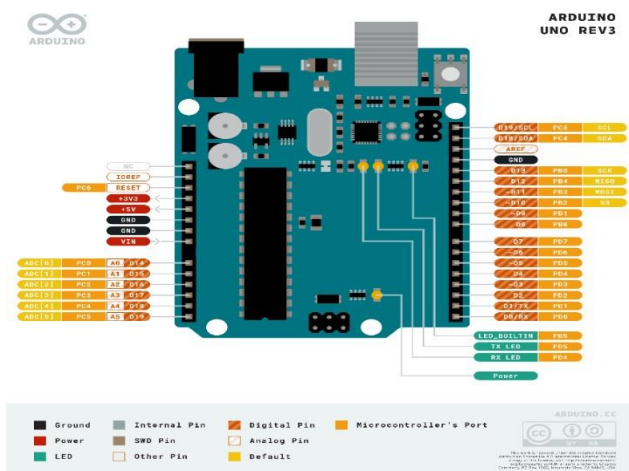 ARDUINO
ARDUINO
UNO REV3
NC
IOREF
PC6 RESET
+3V3
+5V
GND
GND
VIN
ADC[0] PC0 A0 D14
ADC[1] PC1 A1 D15
ADC[2] PC2 A2 D16
ADC[3] PC3 A3 D17
ADC[4] PC4 A4 D18
ADC[5] PC5 A5 D19
D19/SCL PC5 SCL
D18/SDA PC4 SDA
AREF
GND
D13 PB5 SCK
D12 PB4 MISO
~D11 PB3 MOSI
~D10 PB2 SS
~D9 PB1
D8 PB0
D7 PD7
~D6 PD6
~D5 PD5
D4 PD4
~D3 PD3
D2 PD2
D1/TX PD1
D0/RX PD0
LED_BUILTIN PB5
TX LED PD5
RX LED PD4
Power
Ground Internal Pin Digital Pin Microcontroller's Port
Power SWD Pin Analog Pin
LED Other Pin Default
ARDUINO.CC
CC
BY SA